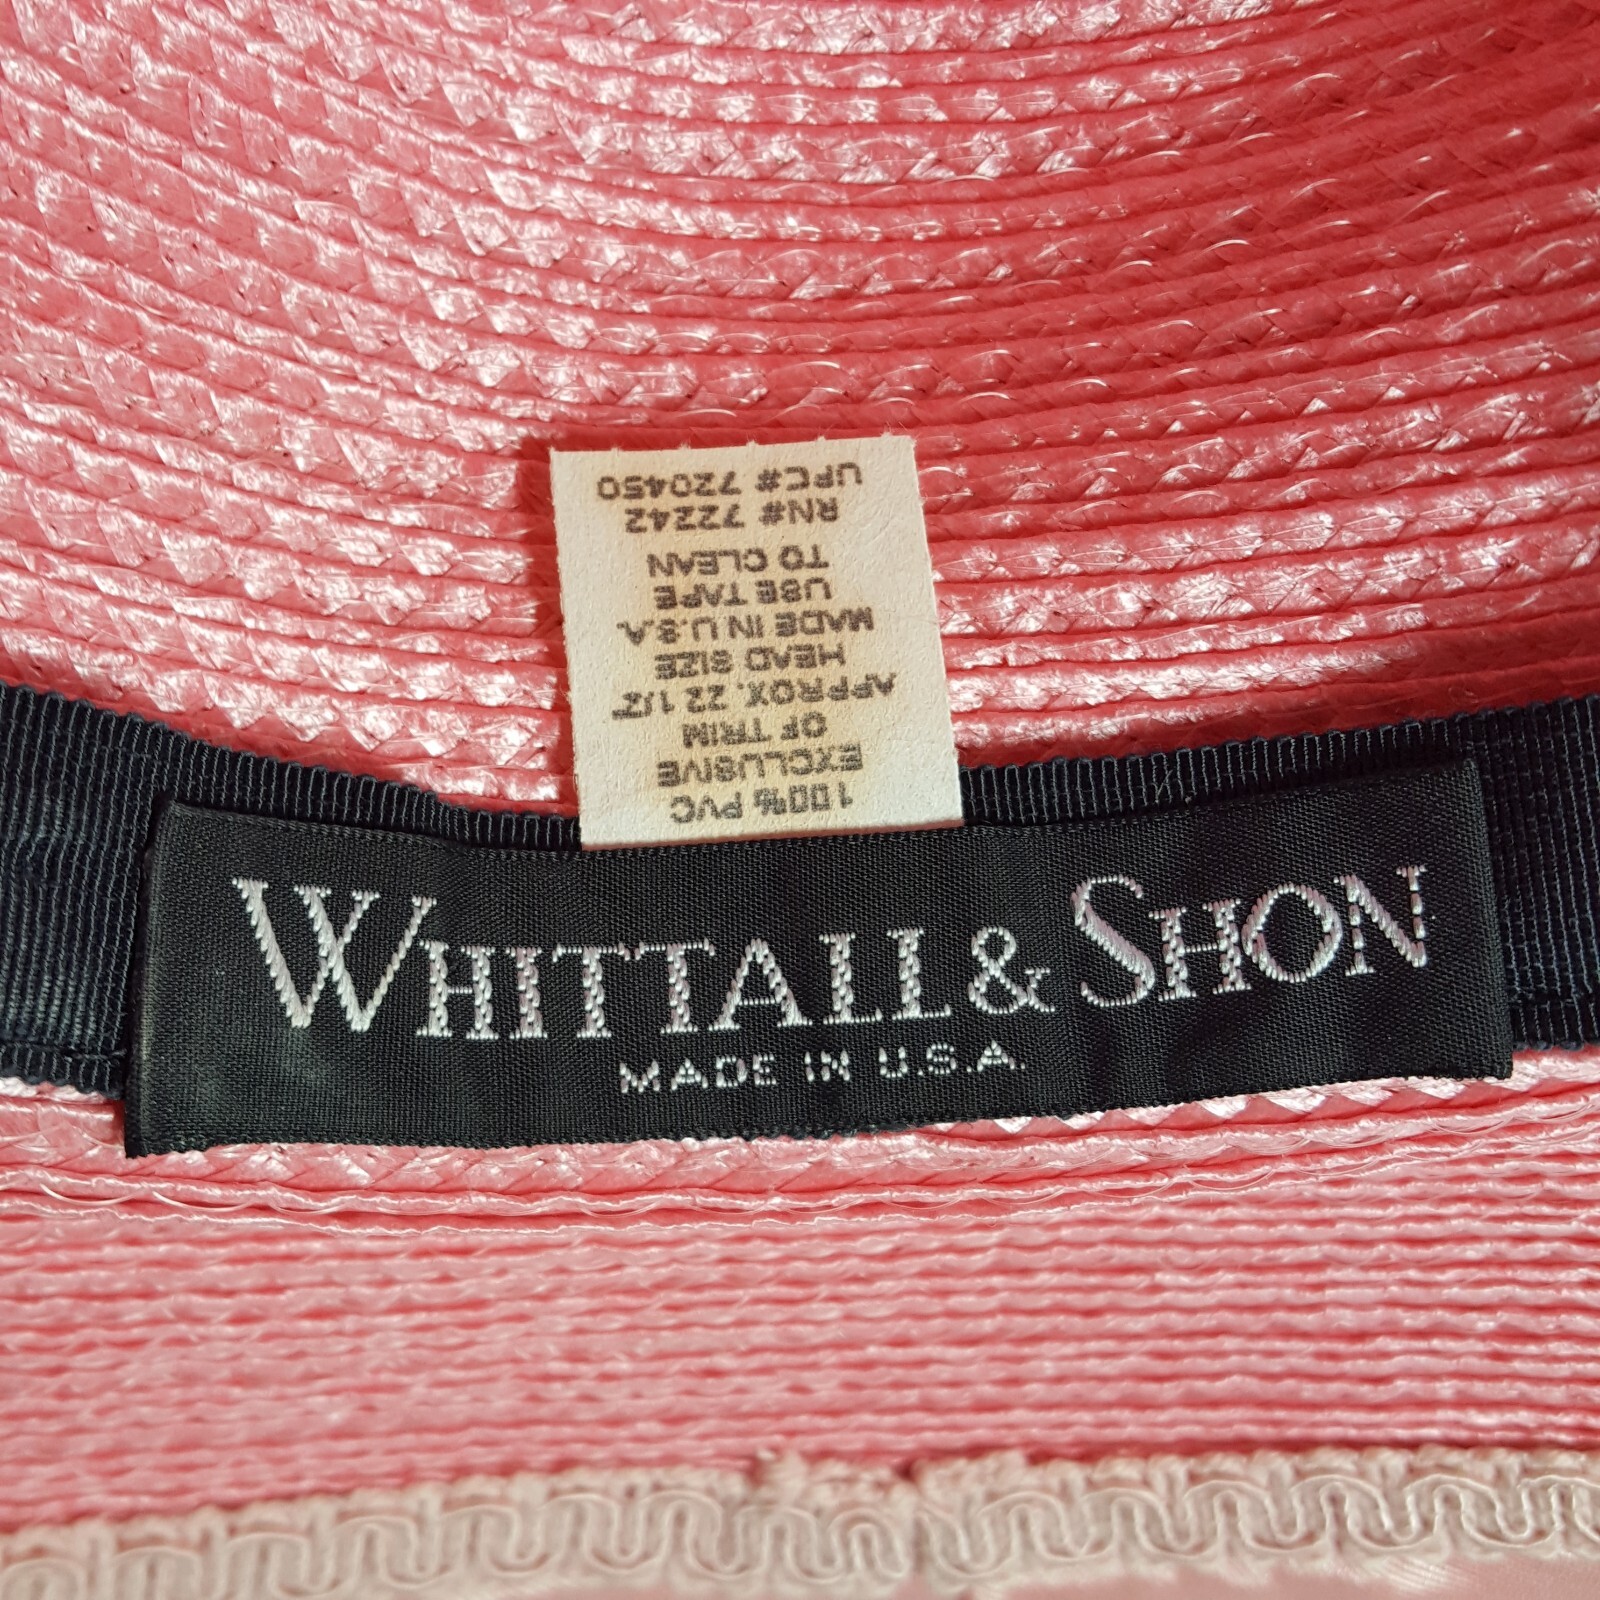 100% PVC
EXCLUSIVE
OF TRIN
APPROX. 22 1/2"
HEAD SIZE
MADE IN U.S.A.
USE TAPE
TO CLEAN
RN# 72242
UPC# 720450
WHITTALL & SHON
MADE IN U.S.A.